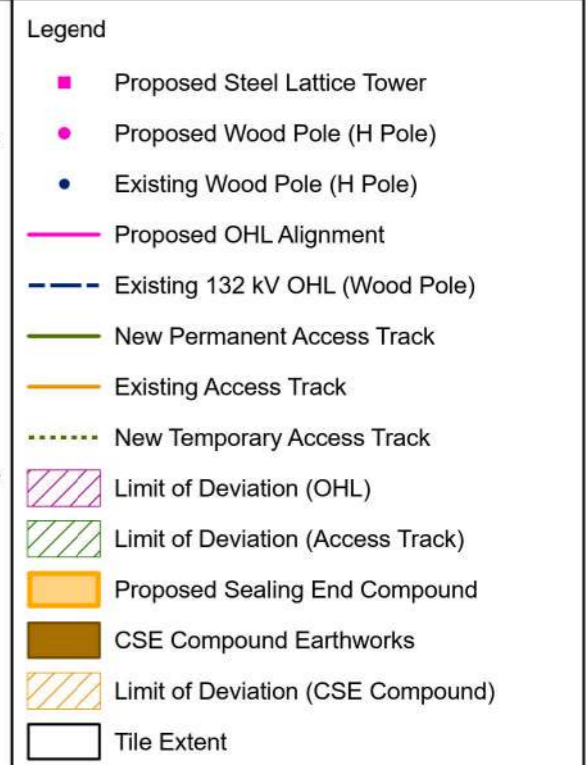 Legend
Proposed Steel Lattice Tower
Proposed Wood Pole (H Pole)
Existing Wood Pole (H Pole)
Proposed OHL Alignment
Existing 132 kV OHL (Wood Pole)
New Permanent Access Track
Existing Access Track
New Temporary Access Track
Limit of Deviation (OHL)
Limit of Deviation (Access Track)
Proposed Sealing End Compound
CSE Compound Earthworks
Limit of Deviation (CSE Compound)
Tile Extent